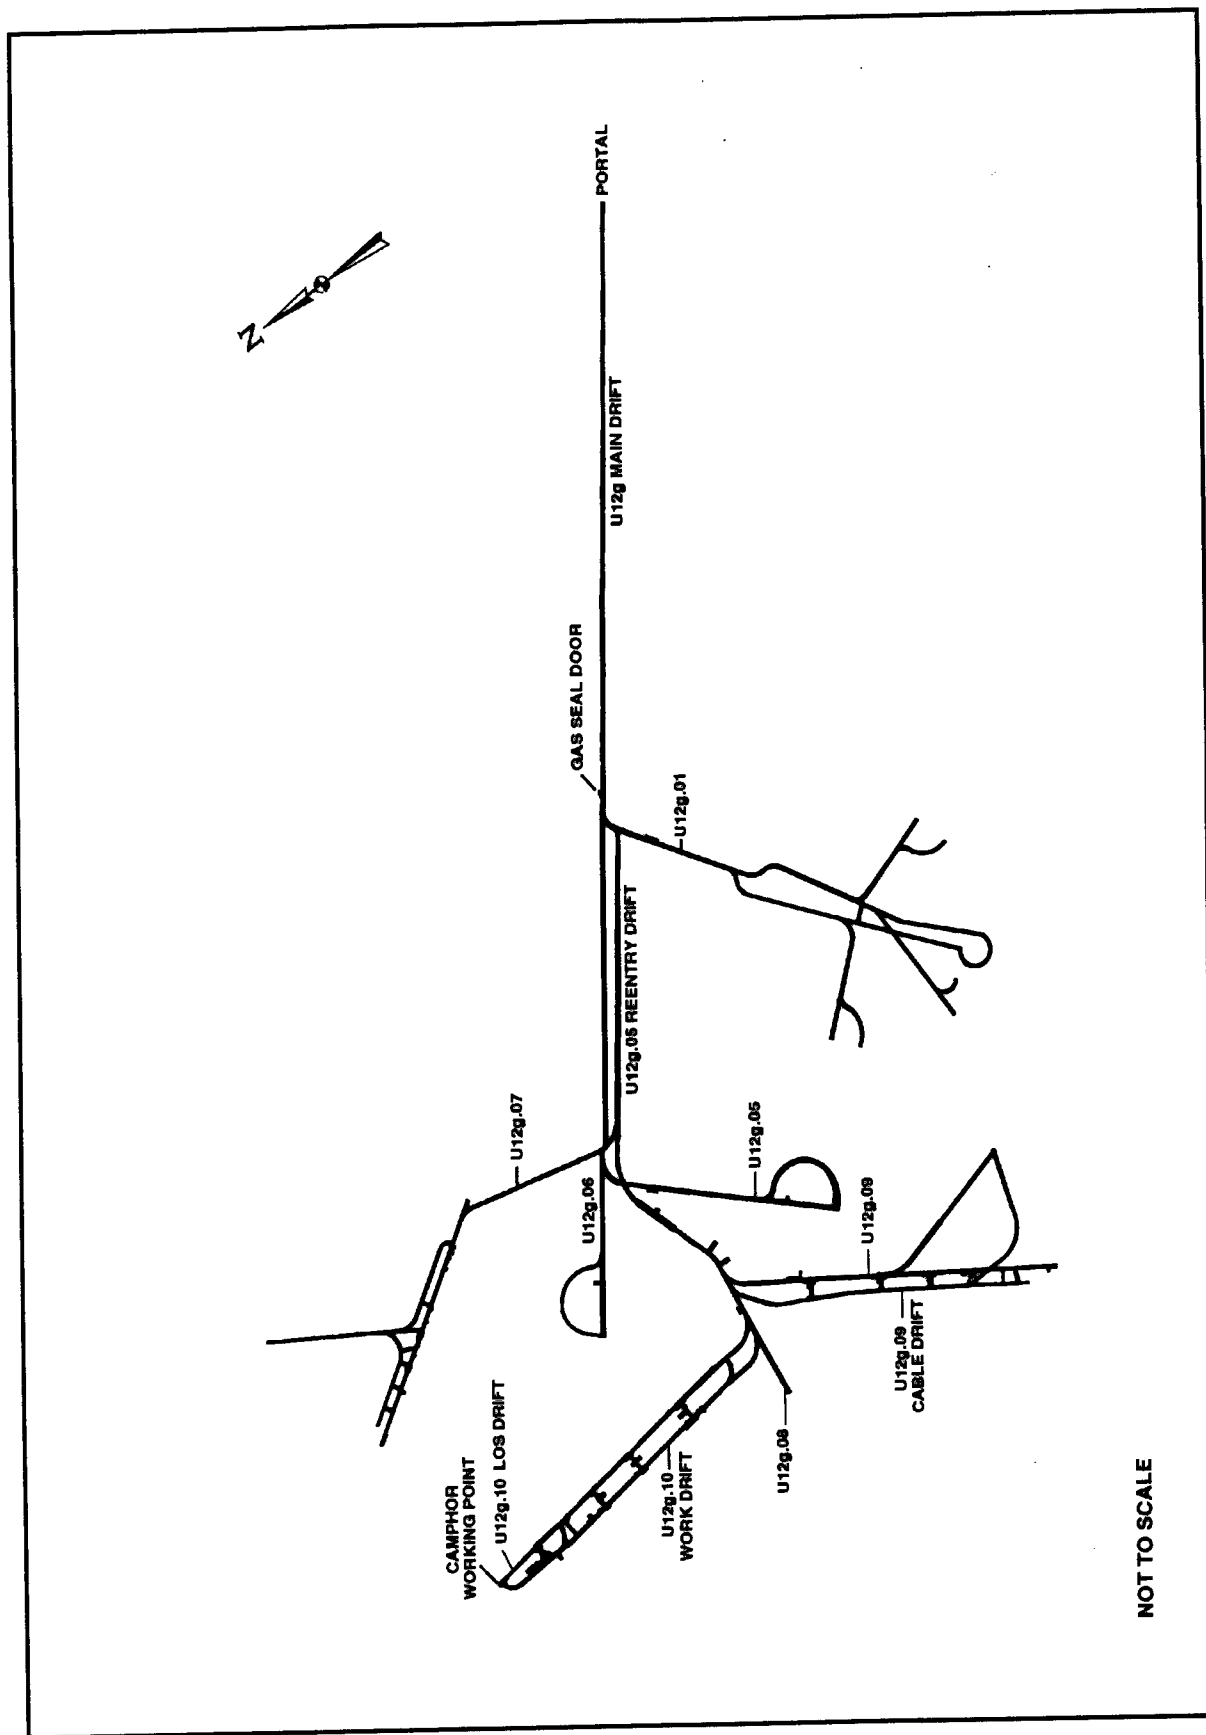 N
PORTAL
U12g MAIN DRIFT
GAS SEAL DOOR
U12g.01
U12g.05 REENTRY DRIFT
U12g.07
U12g.05
U12g.06
U12g.09
U12g.09
CABLE DRIFT
CAMPHOR
WORKING POINT
U12g.10 LOS DRIFT
U12g.10
WORK DRIFT
U12g.08
NOT TO SCALE